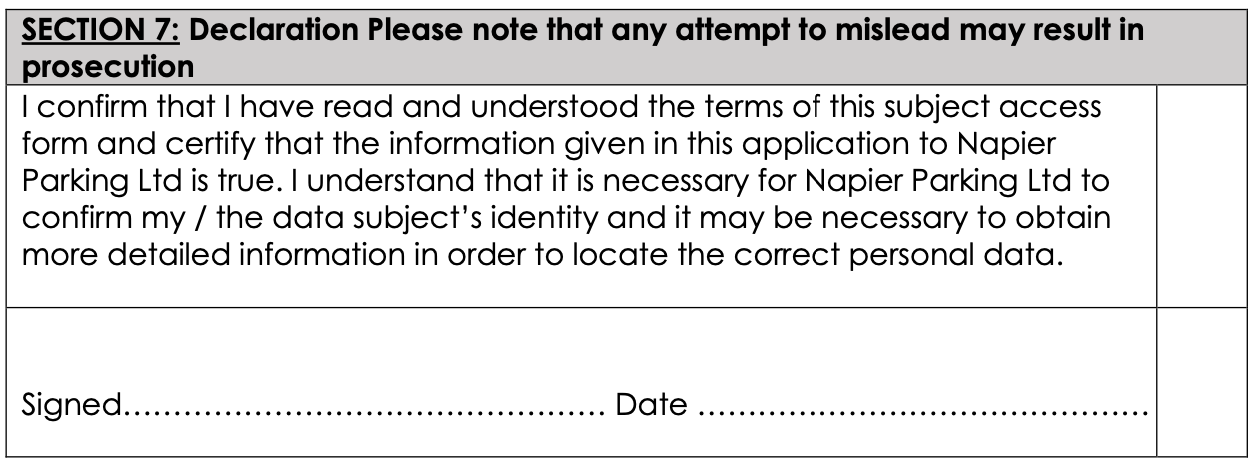 SECTION 7: Declaration Please note that any attempt to mislead may result in
prosecution
I confirm that I have read and understood the terms of this subject access
form and certify that the information given in this application to Napier
Parking Ltd is true. I understand that it is necessary for Napier Parking Ltd to
confirm my / the data subject’s identity and it may be necessary to obtain
more detailed information in order to locate the correct personal data.
Signed................................................ Date .............................................